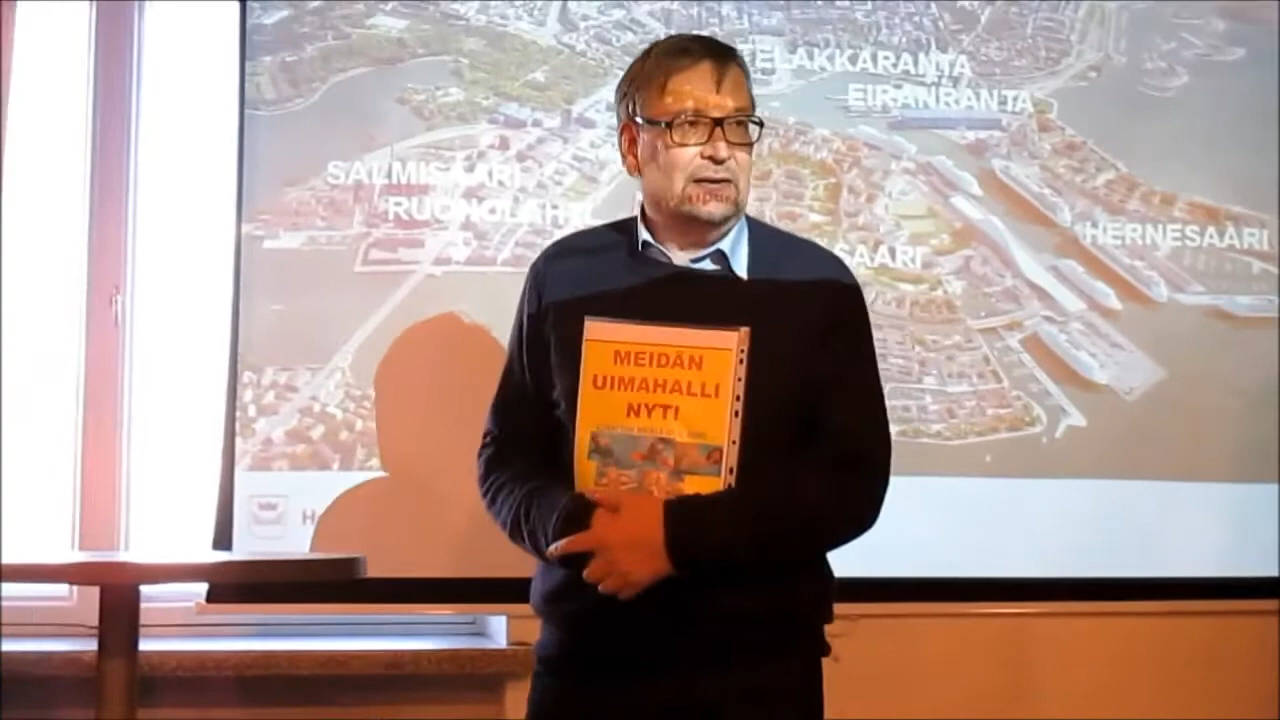 TELAKKARANTA
EIRANRANTA
SALMISAARI
RUOHOLAHTI
SAARI
HERNESAARI
MEIDÄN
UIMAHALLI
NYT!